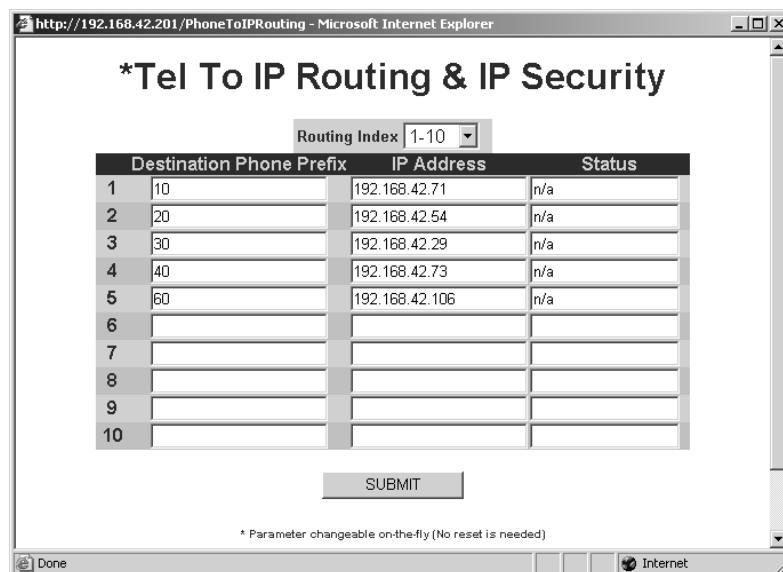 http://192.168.42.201/PhoneToIPRouting - Microsoft Internet Explorer
*Tel To IP Routing & IP Security
Routing Index 1-10
Destination Phone Prefix IP Address Status
1 10 192.168.42.71 n/a
2 20 192.168.42.54 n/a
3 30 192.168.42.29 n/a
4 40 192.168.42.73 n/a
5 60 192.168.42.106 n/a
6
7
8
9
10
SUBMIT
* Parameter changeable on-the-fly (No reset is needed)
Done Internet